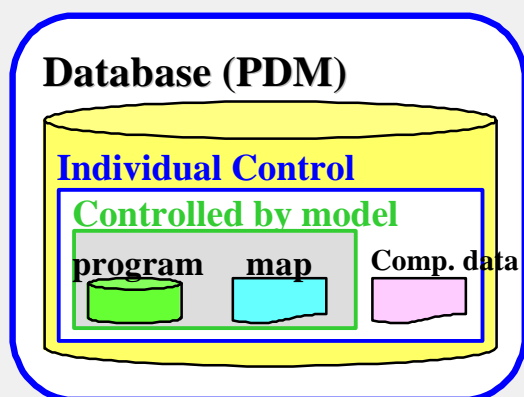 Database (PDM)
Individual Control
Controlled by model
program map Comp. data